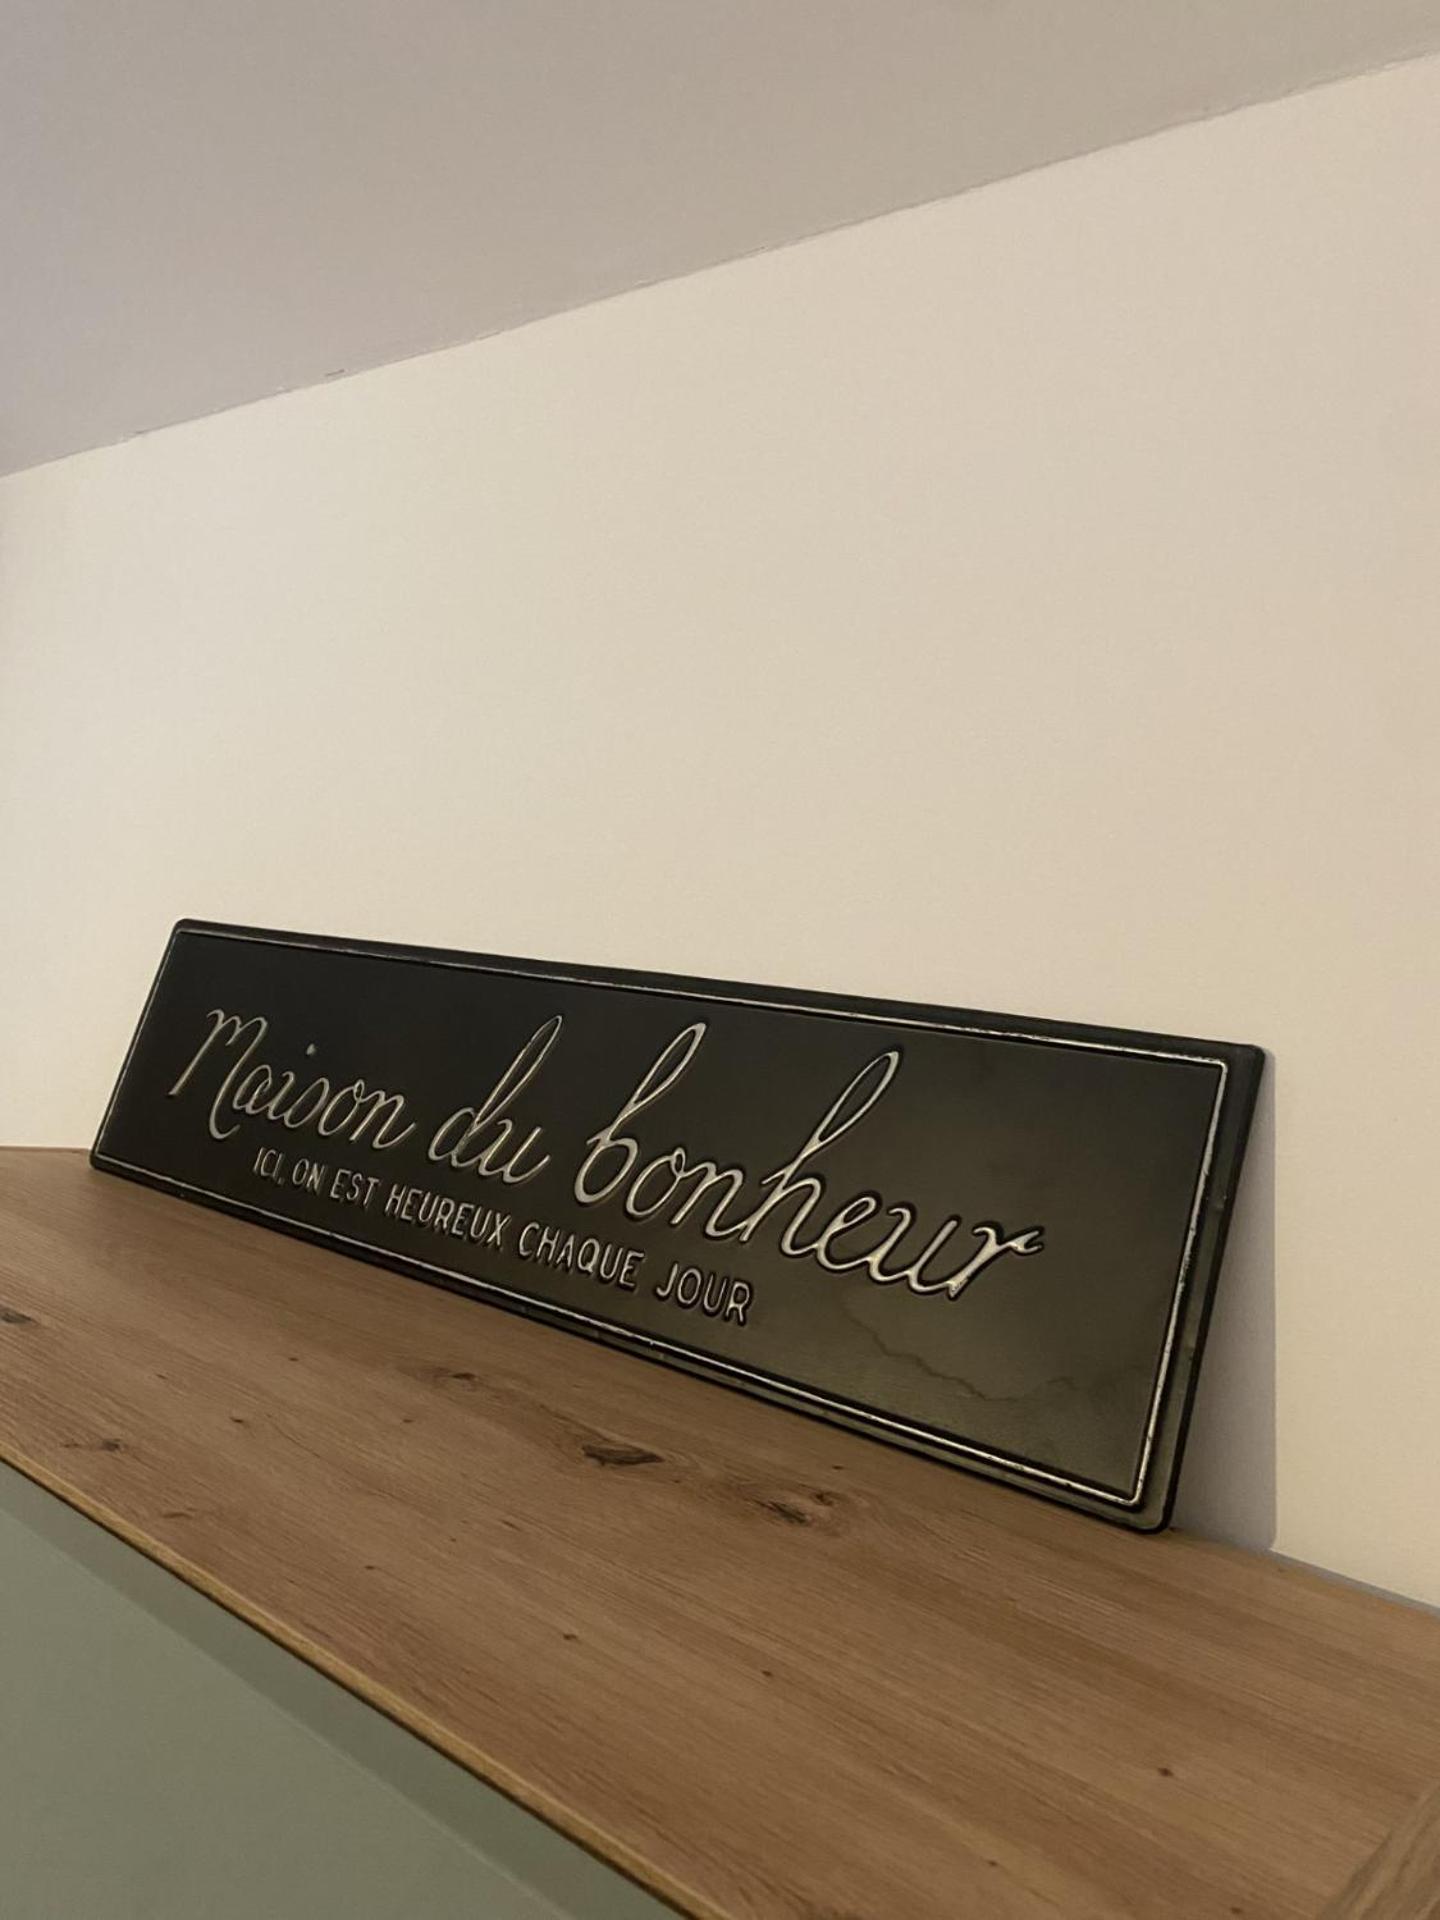 Maison du bonheur
ICI, ON EST HEUREUX CHAQUE JOUR